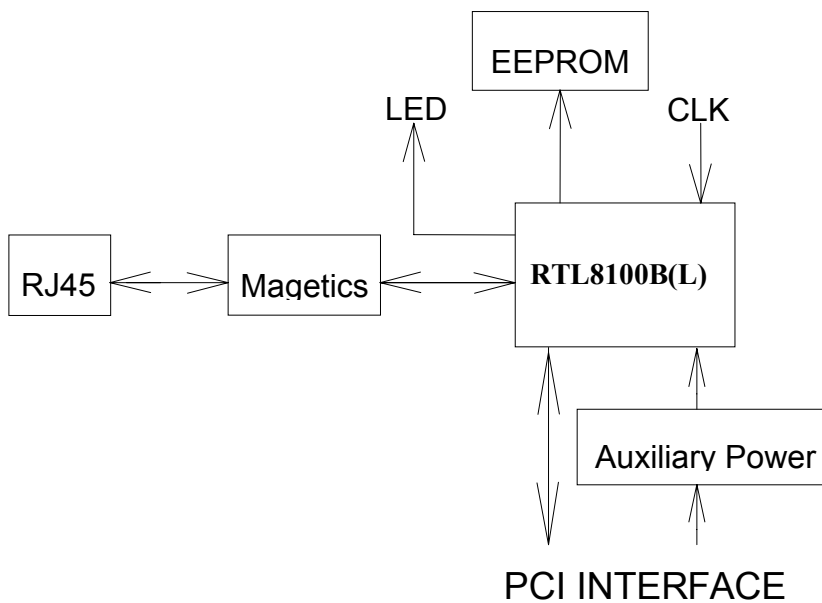 EEPROM
LED
CLK
RJ45
Magetics
RTL8100B(L)
Auxiliary Power
PCI INTERFACE